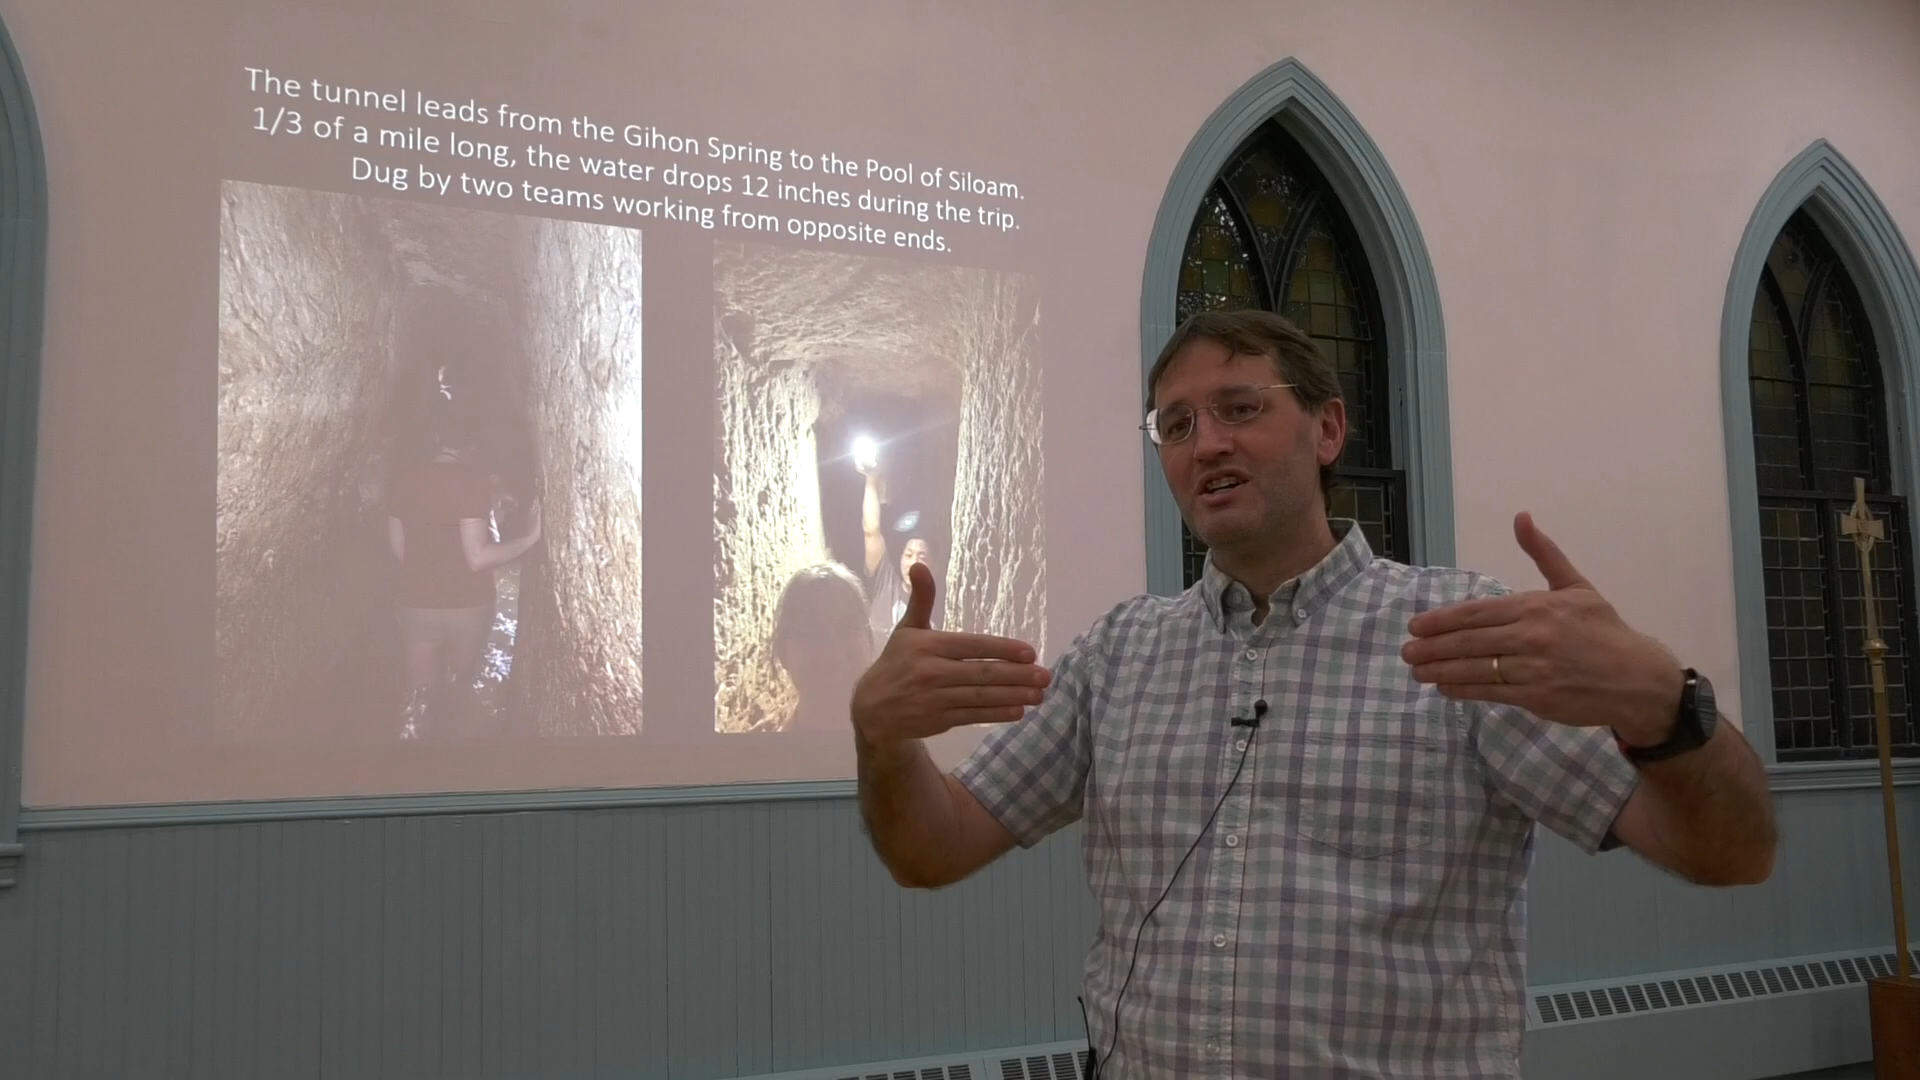 The tunnel leads from the Gihon Spring to the Pool of Siloam.
1/3 of a mile long, the water drops 12 inches during the trip.
Dug by two teams working from opposite ends.